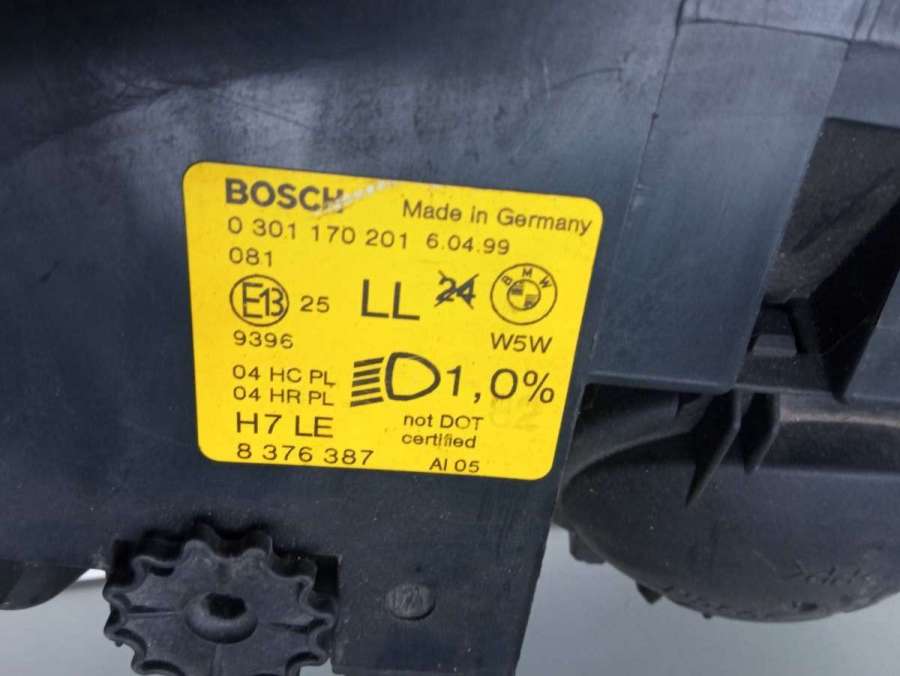 BOSCH Made in Germany
0 301 170 201 6.04.99
081
E13 25 LL 24 BMW
9396 W5W
04 HC PL
04 HR PL
1,0%
H7 LE not DOT
certified
8 376 387 AI 05